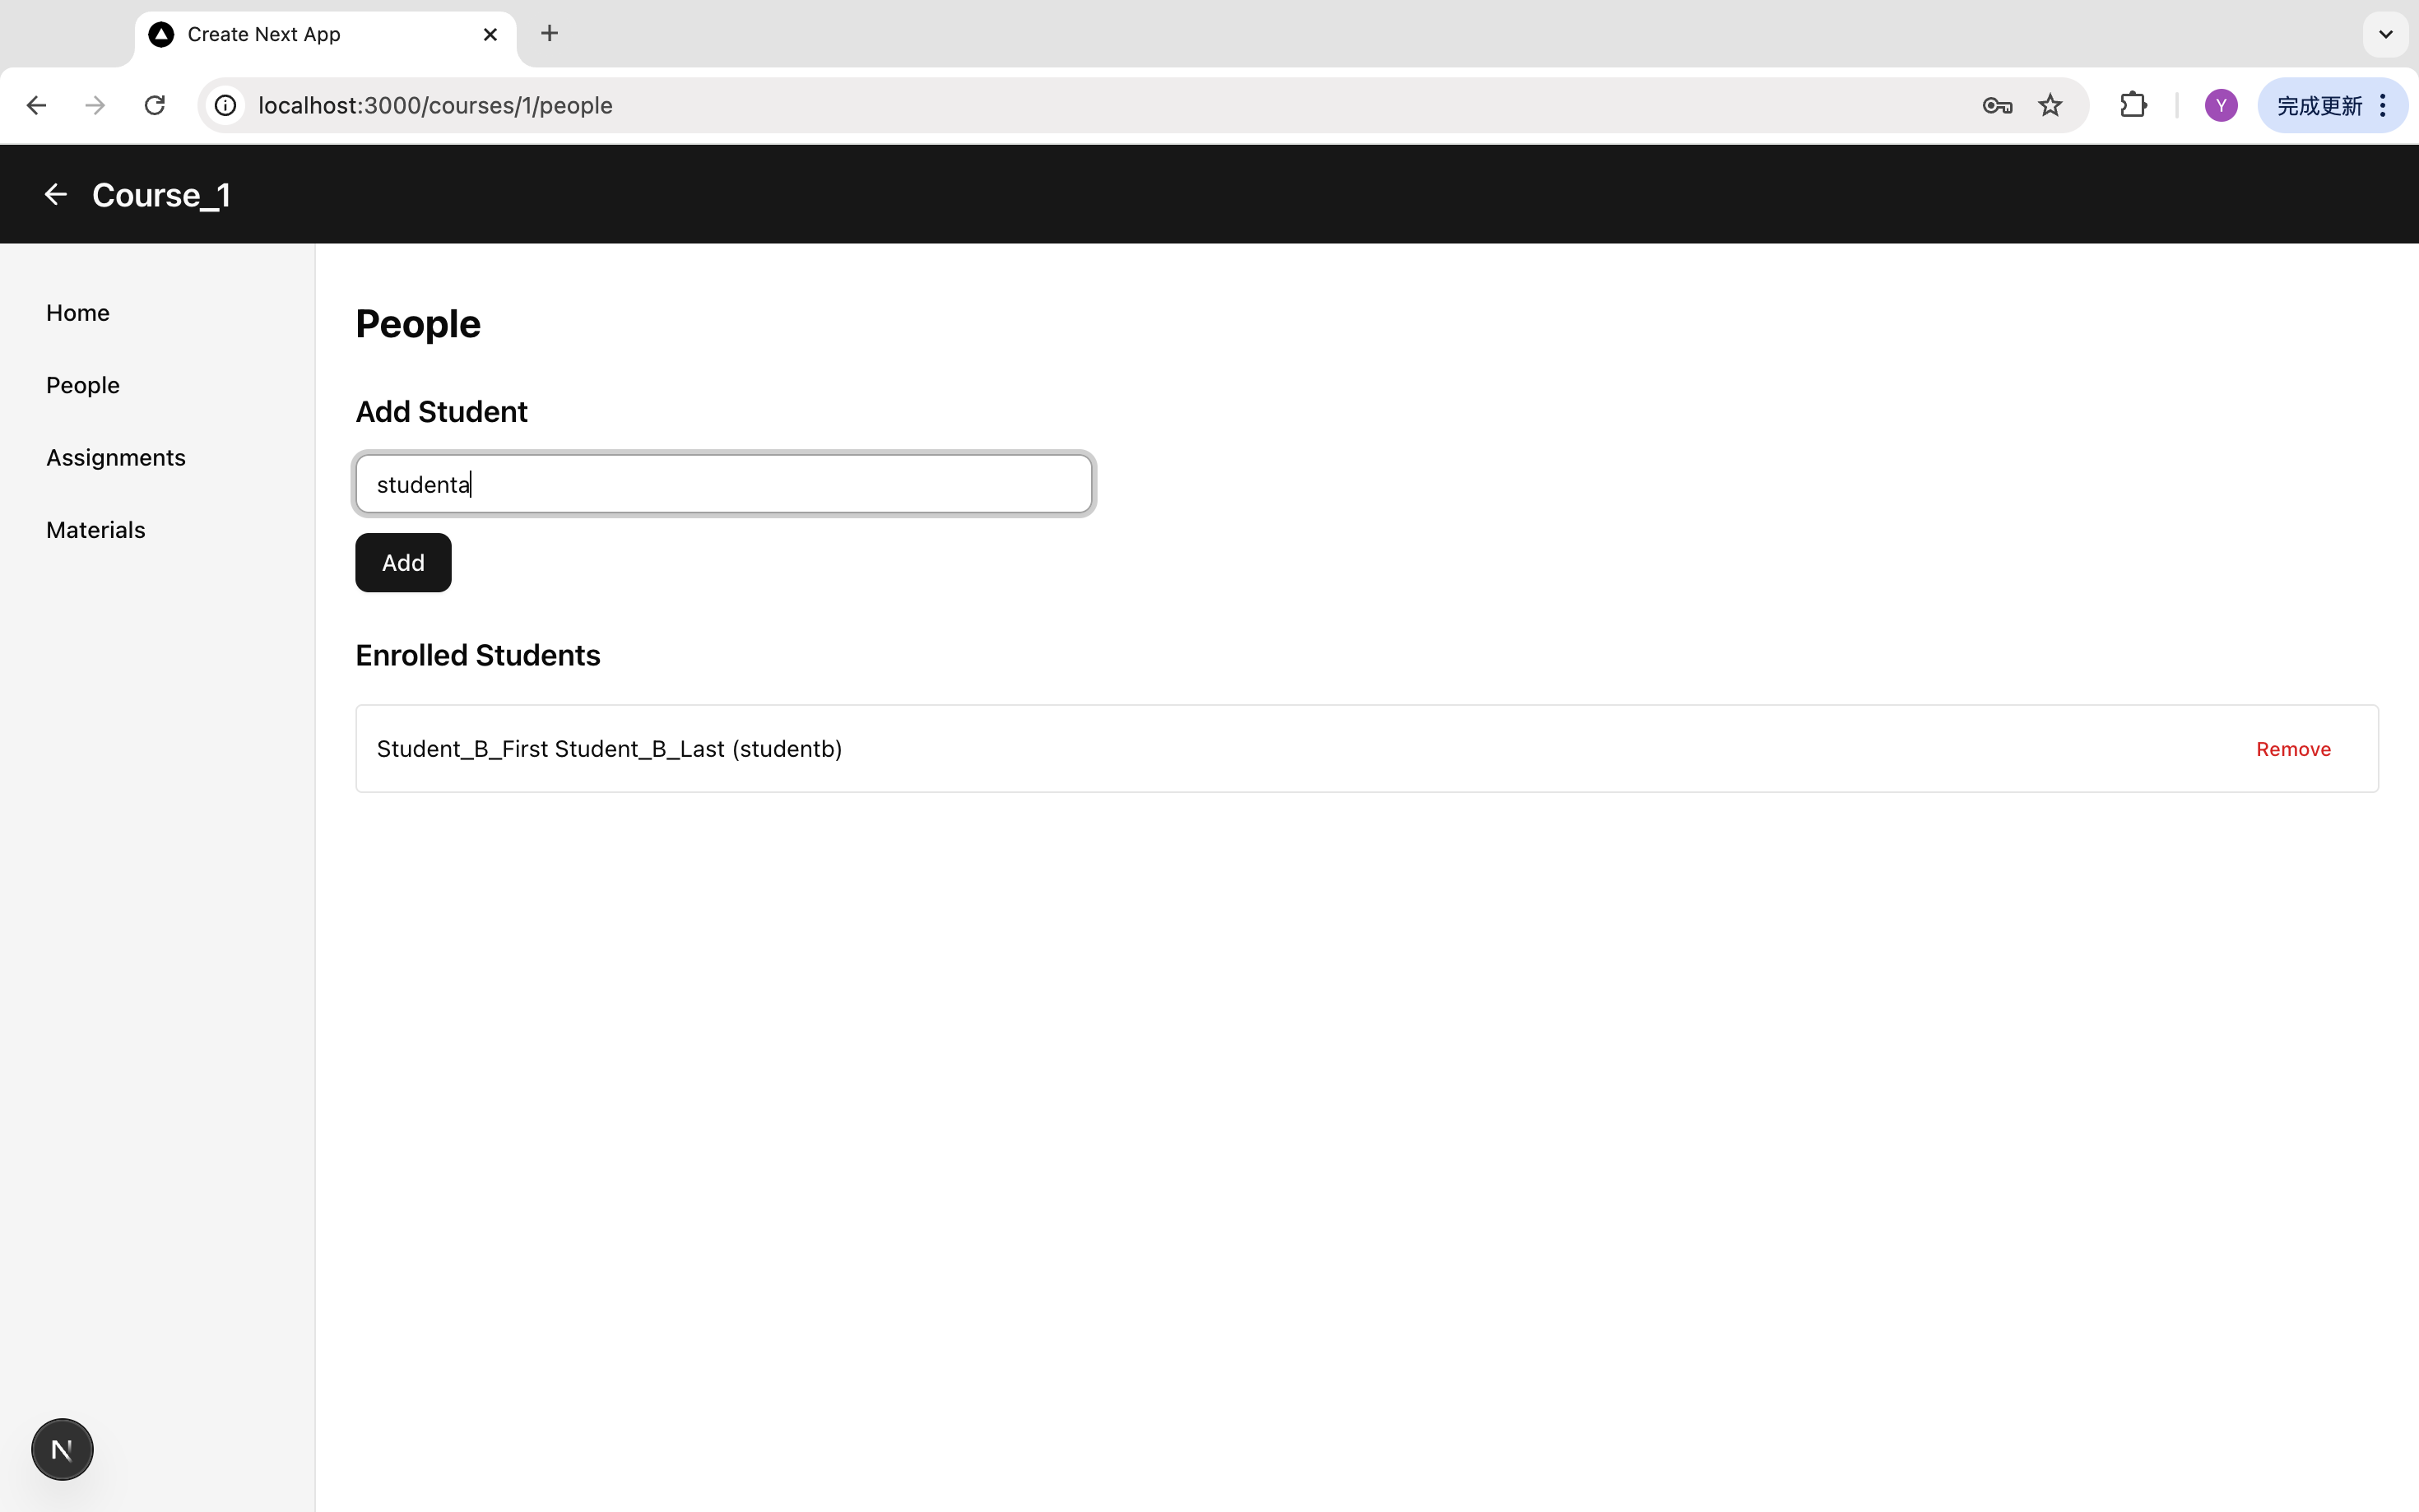 Create Next App
localhost:3000/courses/1/people
Y
完成更新
Course_1
Home
People
Assignments
Materials
People
Add Student
studenta
Add
Enrolled Students
Student_B_First Student_B_Last (studentb)
Remove
N